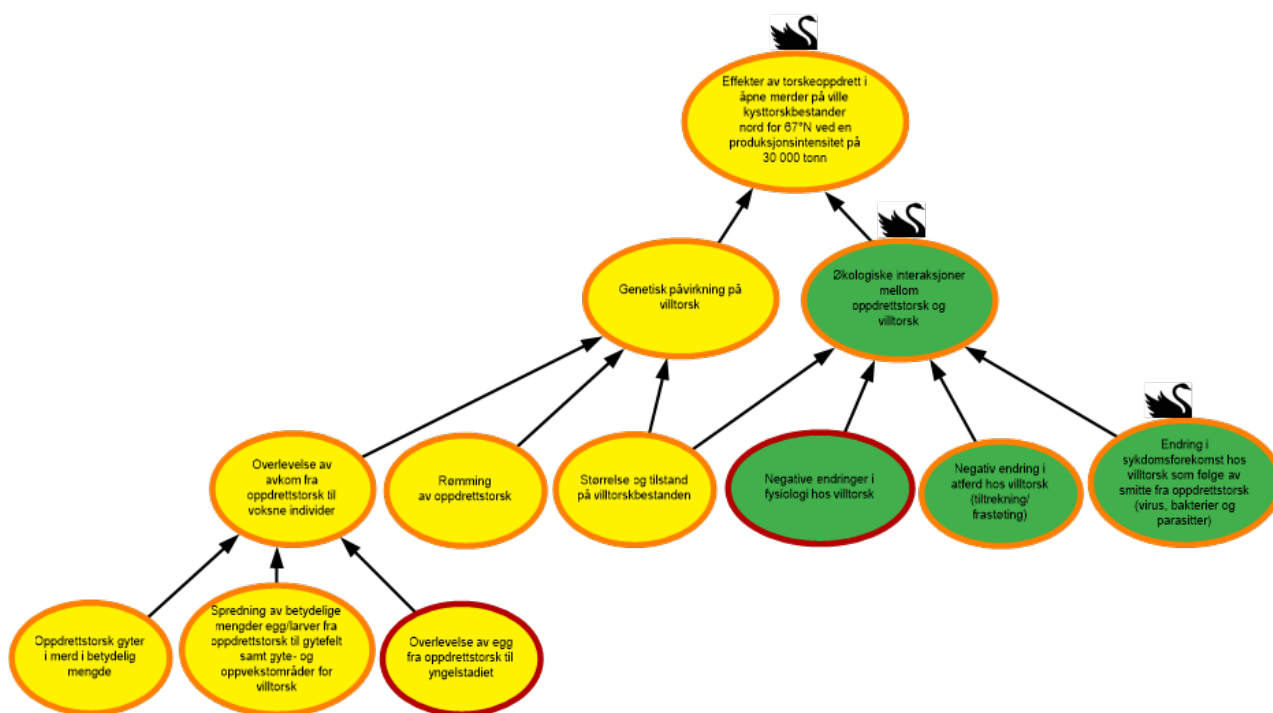 Effekter av torskeoppdrett i
åpne merder på ville
kysttorskbestander
nord for 67°N ved en
produksjonsintensitet på
30 000 tonn
Genetisk påvirkning på
villtorsk
Økologiske interaksjoner
mellom
oppdrettstorsk og
villtorsk
Overlevelse av
avkom fra
oppdrettstorsk til
voksne individer
Rømming
av oppdrettstorsk
Størrelse og tilstand
på villtorskbestanden
Negative endringer i
fysiologi hos villtorsk
Negativ endring i
atferd hos villtorsk
(tiltrekning/
frastøting)
Endring i
sykdomsforekomst hos
villtorsk som følge av
smitte fra oppdrettstorsk
(virus, bakterier og
parasitter)
Oppdrettstorsk gyter
i merd i betydelig
mengde
Spredning av betydelige
mengder egg/larver fra
oppdrettstorsk til gytefelt
samt gyte- og
oppvekstområder for
villtorsk
Overlevelse av egg
fra oppdrettstorsk til
yngelstadiet